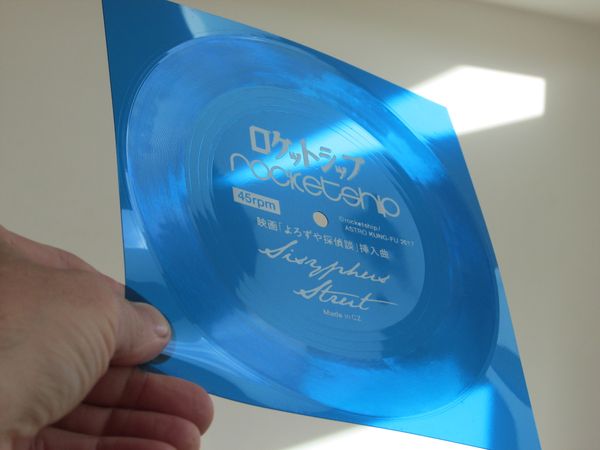 ロケットシップ
rocketship
45rpm
©rocketship/
ASTRO KUNG-FU 2017
映画「よろずや探偵談」挿入曲
Sisyphus
Street
Made in CZ.